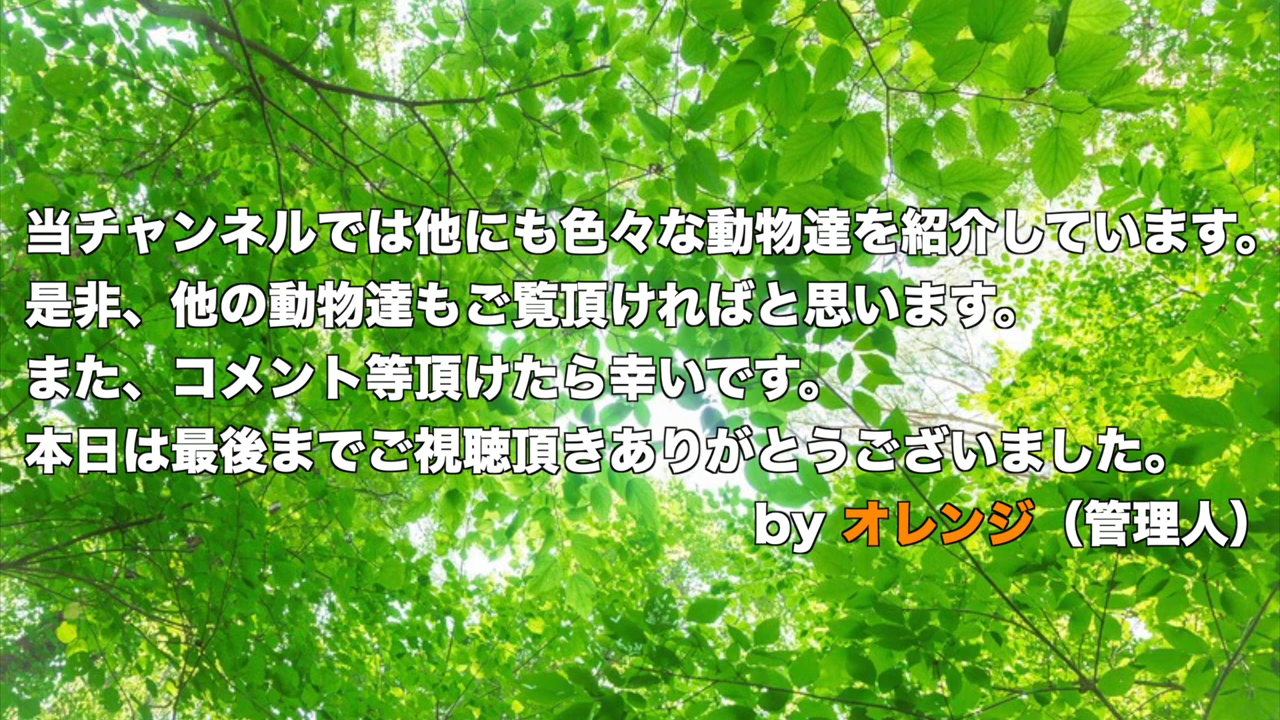 当チャンネルでは他にも色々な動物達を紹介しています。
是非、他の動物達もご覧頂ければと思います。
また、コメント等頂けたら幸いです。
本日は最後までご視聴頂きありがとうございました。
by オレンジ（管理人）